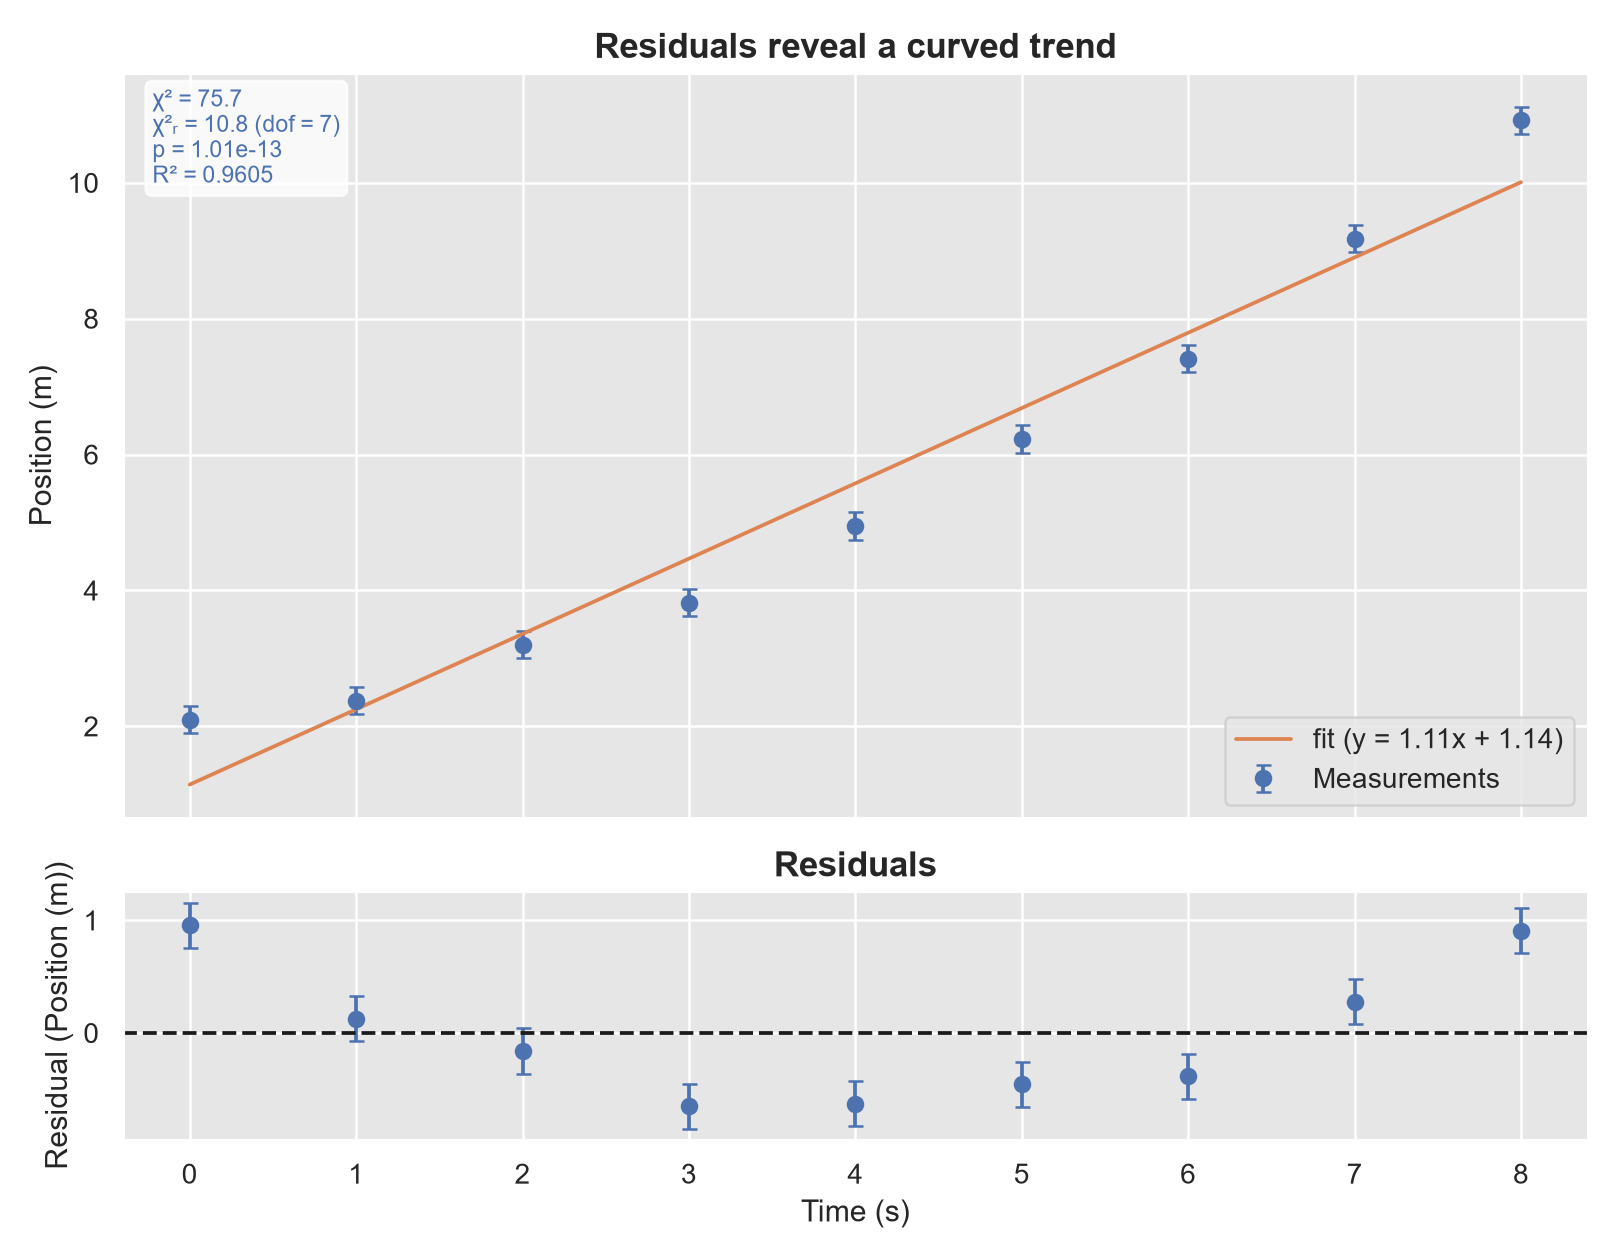 Residuals reveal a curved trend
χ² = 75.7
χ²ᵣ = 10.8 (dof = 7)
p = 1.01e-13
R² = 0.9605
Position (m)
10
8
6
4
2
fit (y = 1.11x + 1.14)
Measurements
Residuals
Residual (Position (m))
1
0
0 1 2 3 4 5 6 7 8
Time (s)